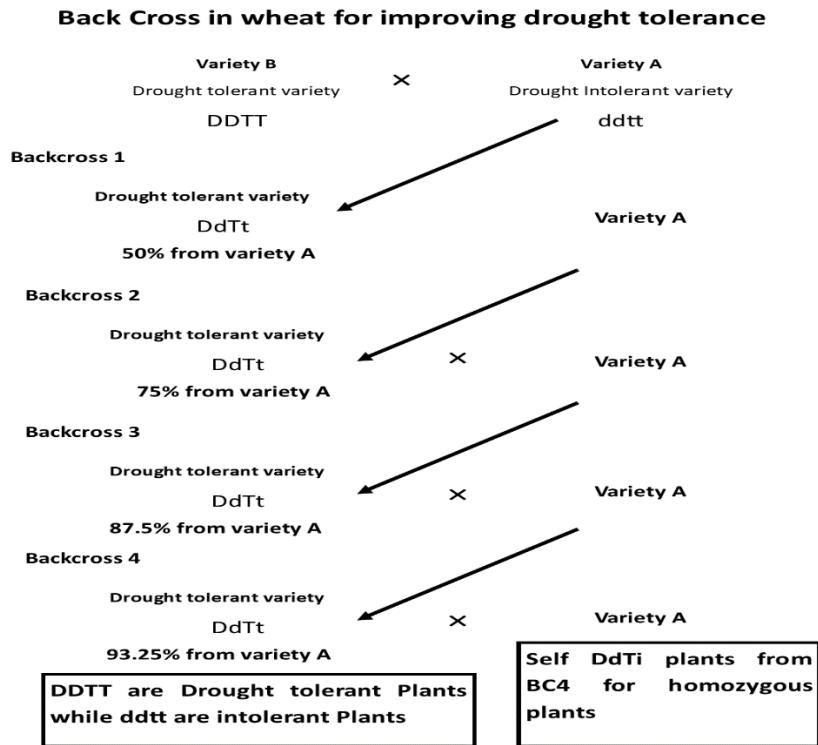 Back Cross in wheat for improving drought tolerance
Variety B
Variety A
×
Drought tolerant variety
Drought Intolerant variety
DDTT
ddtt
Backcross 1
Drought tolerant variety
DdTt
Variety A
50% from variety A
Backcross 2
Drought tolerant variety
DdTt
×
Variety A
75% from variety A
Backcross 3
Drought tolerant variety
DdTt
×
Variety A
87.5% from variety A
Backcross 4
Drought tolerant variety
DdTt
×
Variety A
93.25% from variety A
DDTT are Drought tolerant Plants
while ddtt are intolerant Plants
Self DdTi plants from
BC4 for homozygous
plants